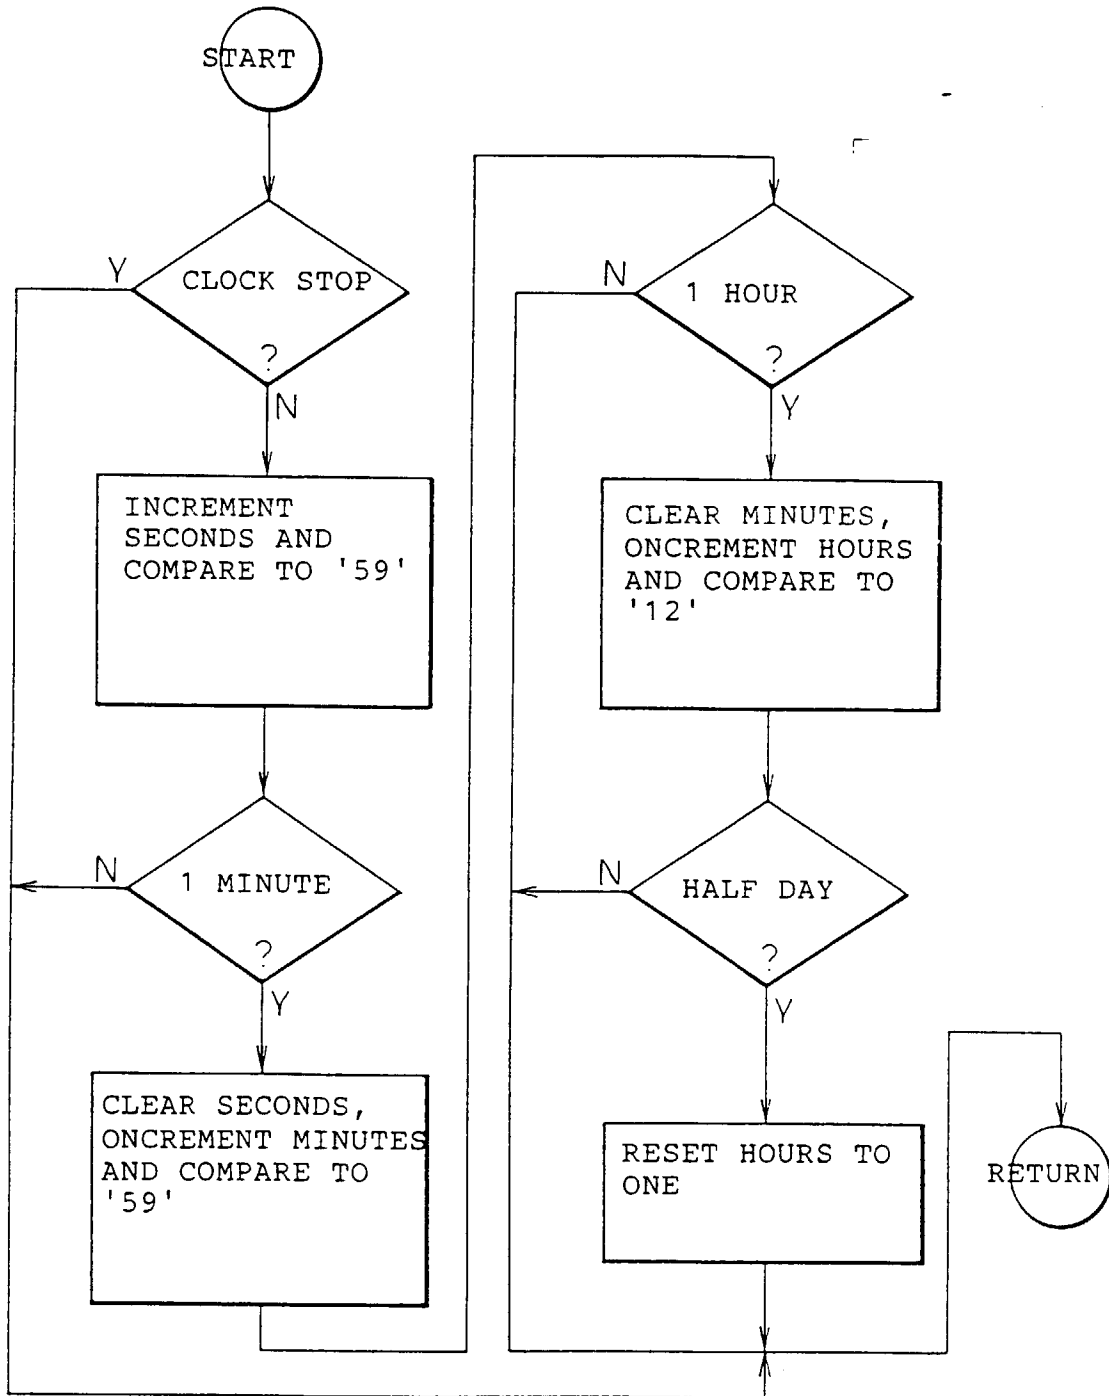 START
CLOCK STOP
?
Y
N
INCREMENT
SECONDS AND
COMPARE TO '59'
1 MINUTE
?
N
Y
CLEAR SECONDS,
ONCREMENT MINUTES
AND COMPARE TO
'59'
1 HOUR
?
N
Y
CLEAR MINUTES,
ONCREMENT HOURS
AND COMPARE TO
'12'
HALF DAY
?
N
Y
RESET HOURS TO
ONE
RETURN